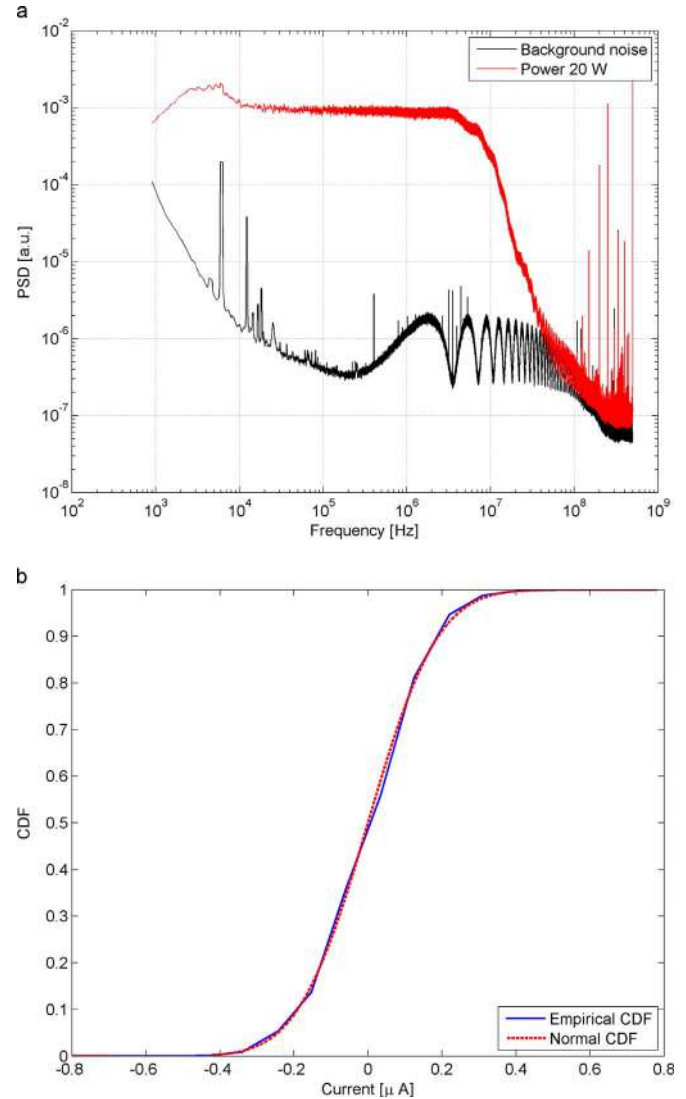 a
10^-2
10^-3
10^-4
10^-5
10^-6
10^-7
10^-8
PSD [a.u.]
Background noise
Power 20 W
10^2 10^3 10^4 10^5 10^6 10^7 10^8 10^9
Frequency [Hz]
b
1
0.9
0.8
0.7
0.6
0.5
0.4
0.3
0.2
0.1
0
CDF
Empirical CDF
Normal CDF
-0.8 -0.6 -0.4 -0.2 0 0.2 0.4 0.6 0.8
Current [μ A]